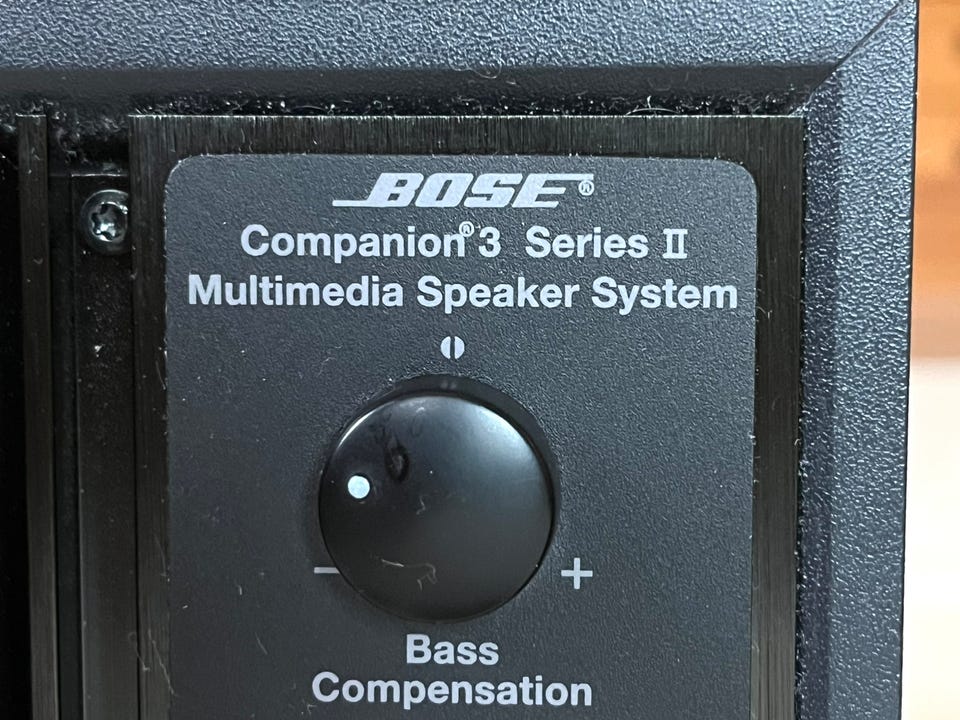 BOSE®
Companion®3 Series II
Multimedia Speaker System
- +
Bass
Compensation